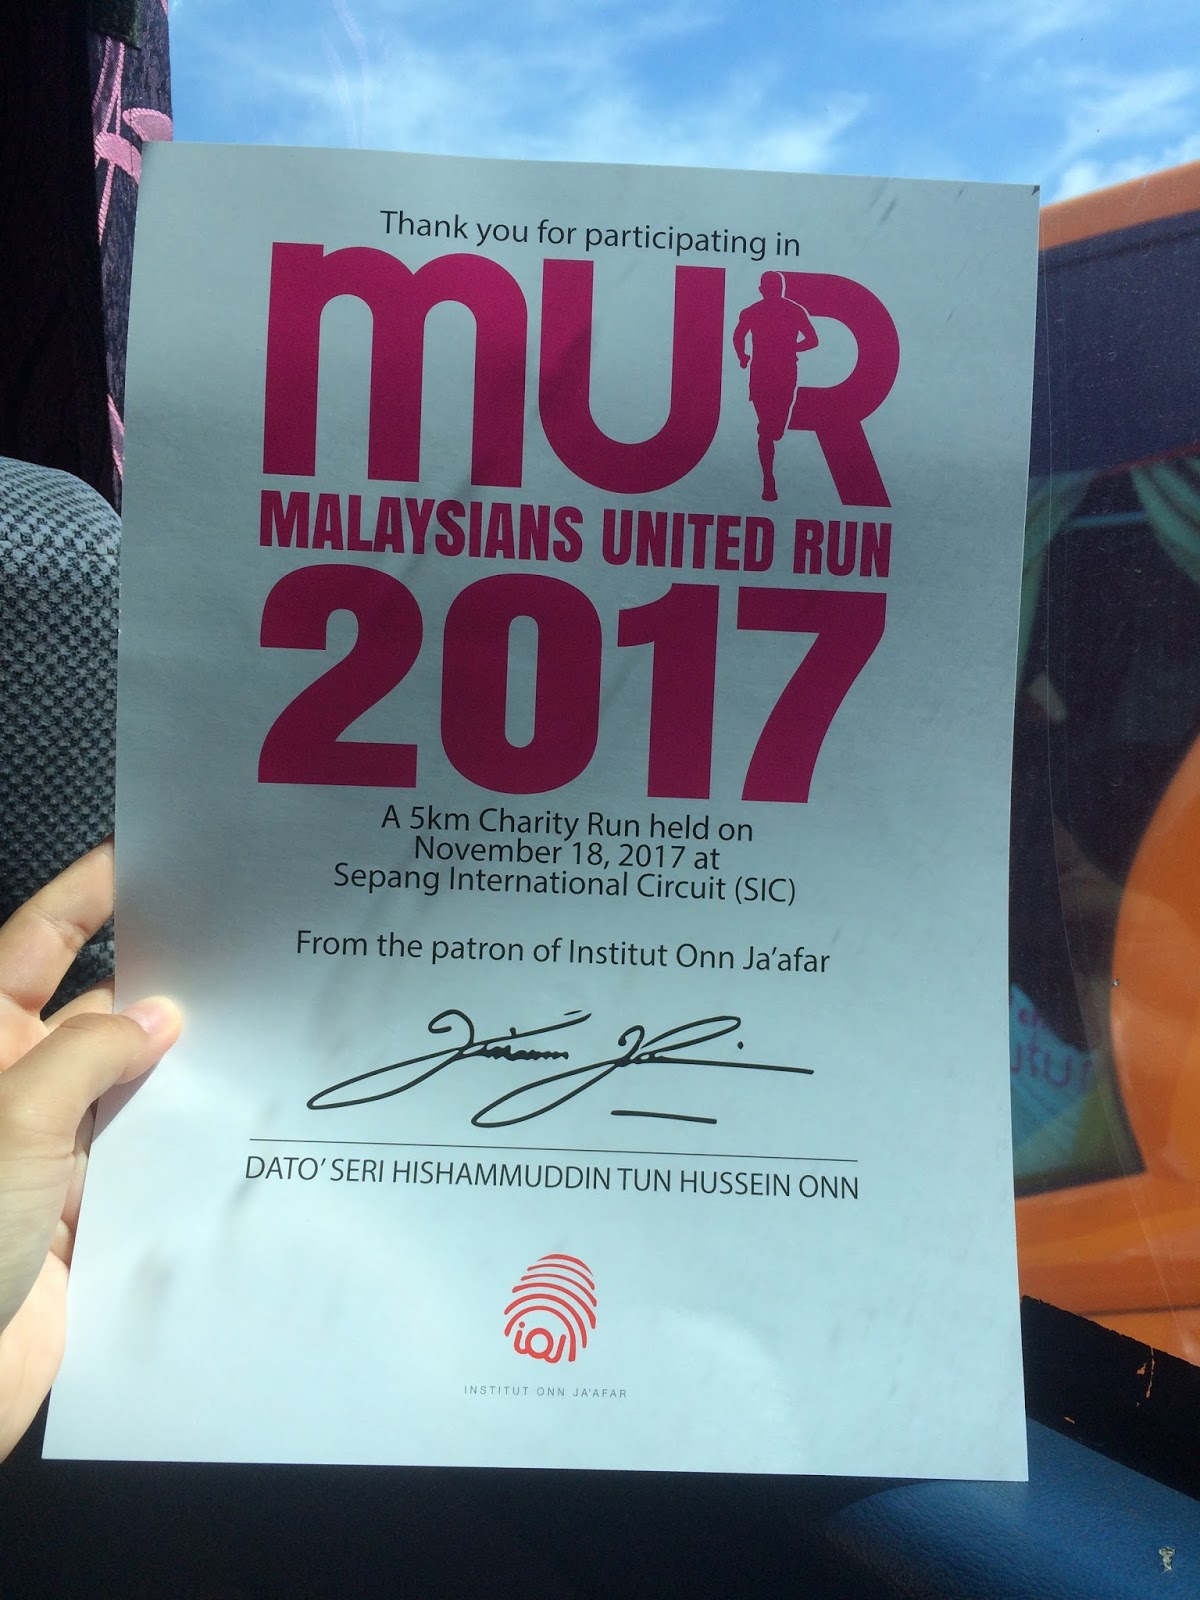 Thank you for participating in
MUR
MALAYSIANS UNITED RUN
2017
A 5km Charity Run held on
November 18, 2017 at
Sepang International Circuit (SIC)
From the patron of Institut Onn Ja'afar
DATO' SERI HISHAMMUDDIN TUN HUSSEIN ONN
INSTITUT ONN JA'AFAR